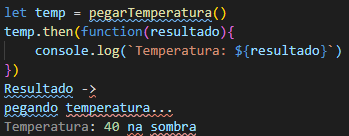 let temp = pegarTemperatura()
temp.then(function(resultado){
    console.log(`Temperatura: ${resultado}`)
})
Resultado ->
pegando temperatura...
Temperatura: 40 na sombra